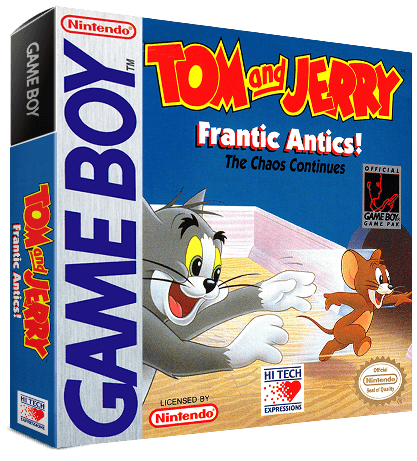 GAME BOY
TOM and JERRY
Frantic Antics!
HI TECH
EXPRESSIONS
Nintendo
GAME BOY
TM
TOM and JERRY
Frantic Antics!
The Chaos Continues
OFFICIAL
GAME BOY
GAME PAK
LICENSED BY
Nintendo
HI TECH
EXPRESSIONS
Official
Nintendo
Seal of Quality